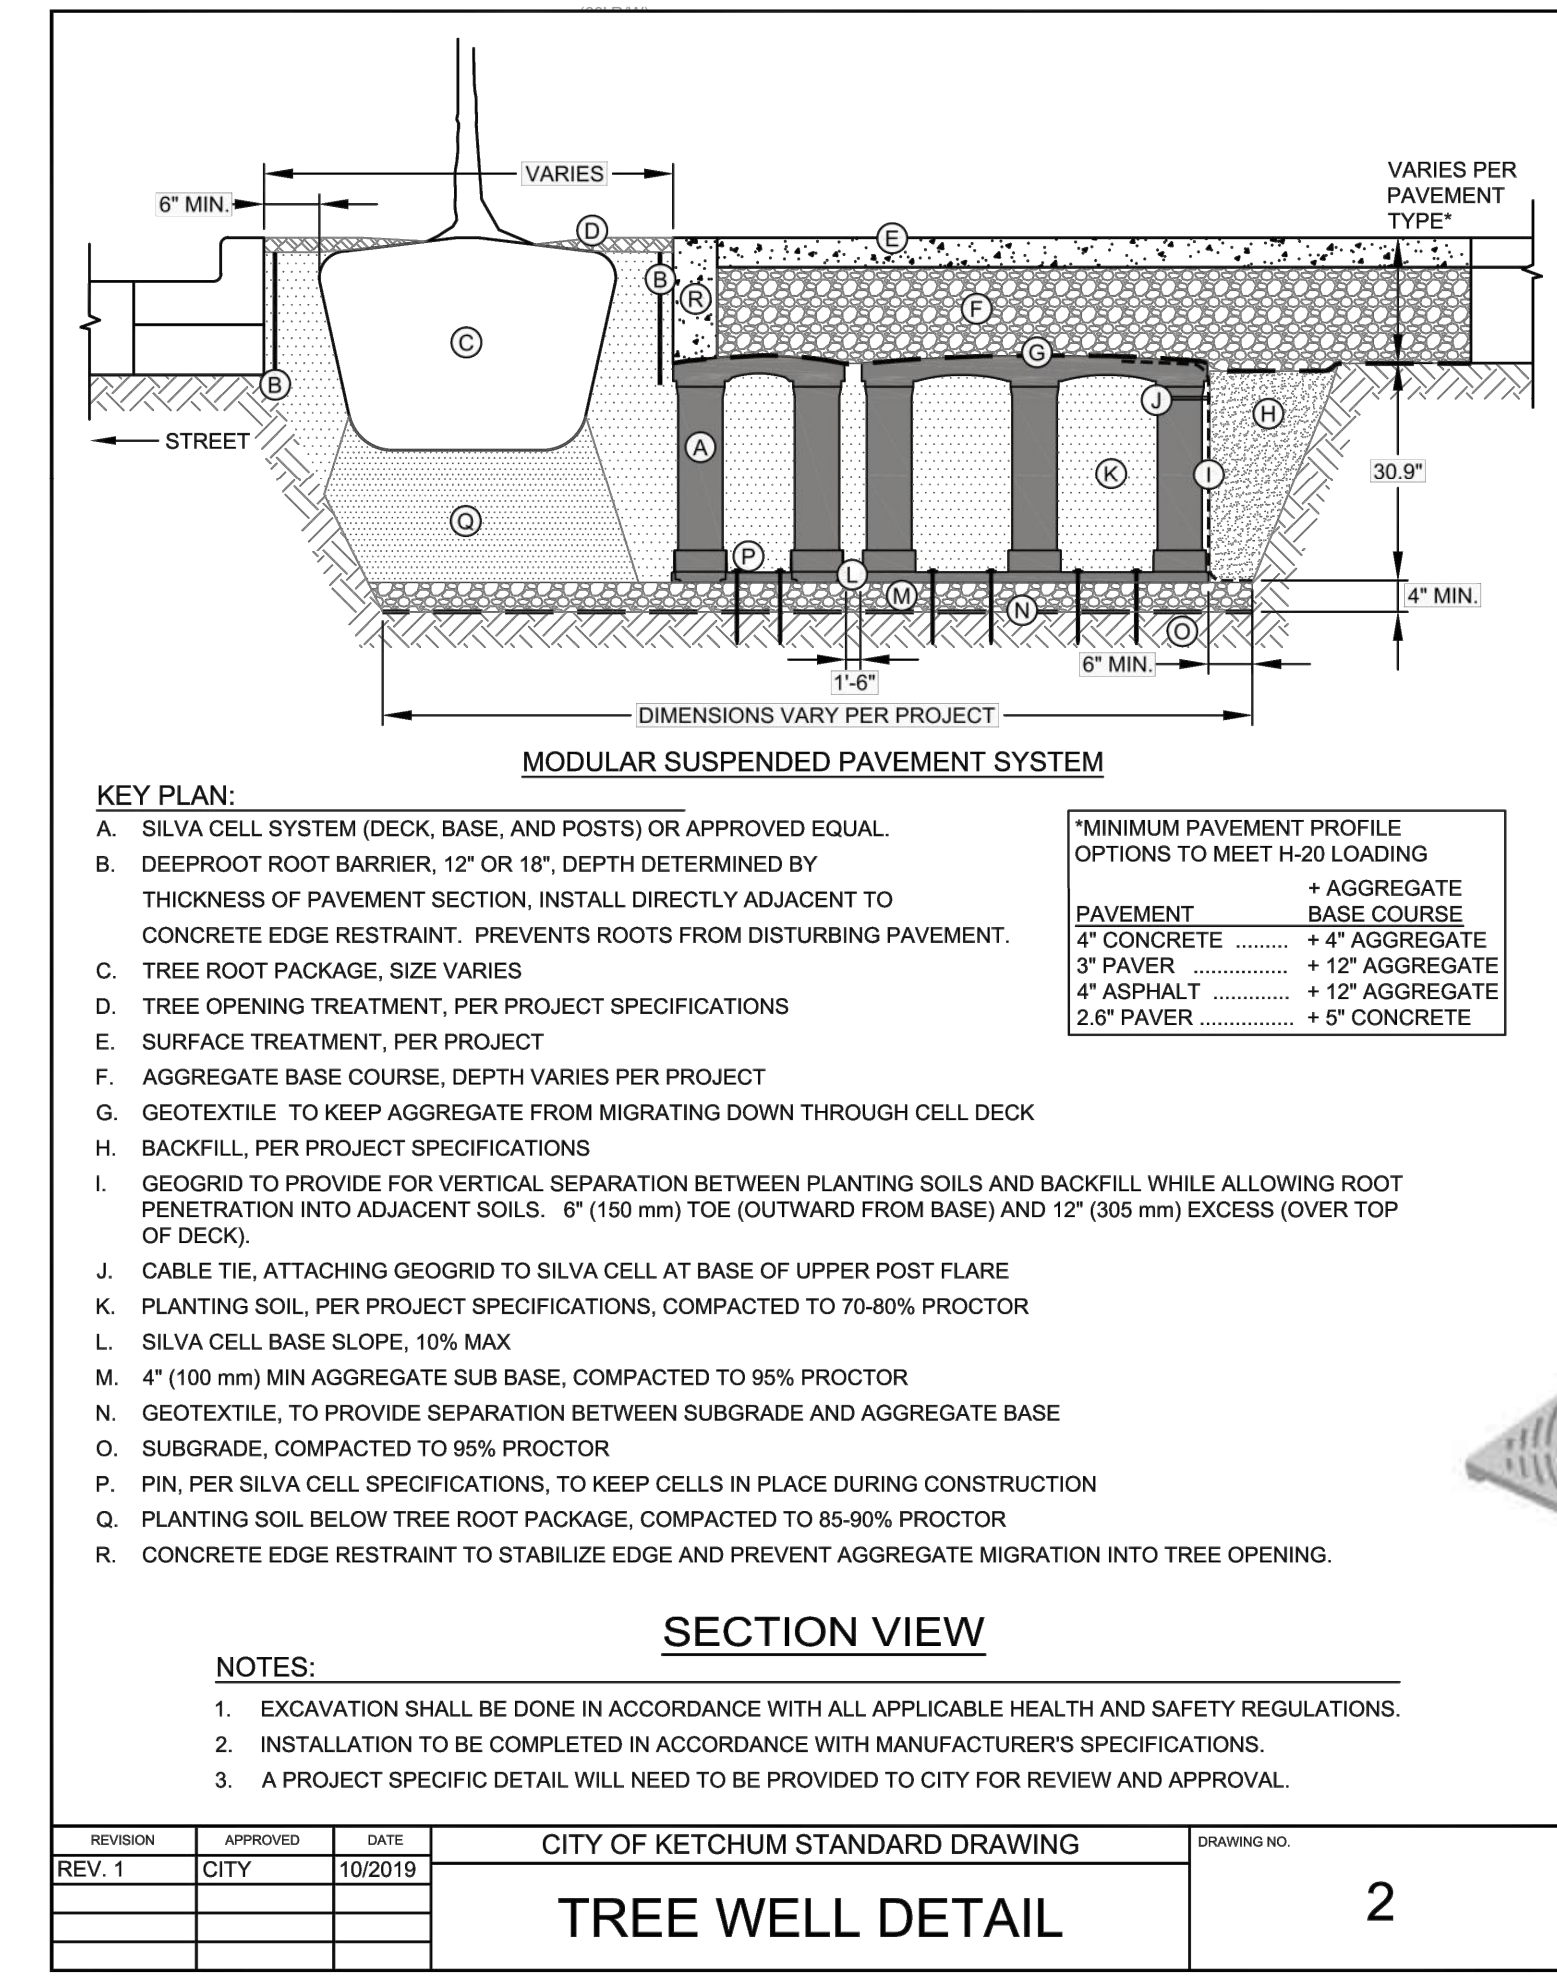 VARIES
6" MIN.
VARIES PER
PAVEMENT
TYPE*
D
E
B
R
F
C
G
B
J
H
STREET
A
K
I
30.9"
Q
P
L
M
N
4" MIN.
O
6" MIN.
1'-6"
DIMENSIONS VARY PER PROJECT
MODULAR SUSPENDED PAVEMENT SYSTEM
KEY PLAN:
A. SILVA CELL SYSTEM (DECK, BASE, AND POSTS) OR APPROVED EQUAL.
B. DEEPROOT ROOT BARRIER, 12" OR 18", DEPTH DETERMINED BY
THICKNESS OF PAVEMENT SECTION, INSTALL DIRECTLY ADJACENT TO
CONCRETE EDGE RESTRAINT. PREVENTS ROOTS FROM DISTURBING PAVEMENT.
C. TREE ROOT PACKAGE, SIZE VARIES
D. TREE OPENING TREATMENT, PER PROJECT SPECIFICATIONS
E. SURFACE TREATMENT, PER PROJECT
F. AGGREGATE BASE COURSE, DEPTH VARIES PER PROJECT
G. GEOTEXTILE TO KEEP AGGREGATE FROM MIGRATING DOWN THROUGH CELL DECK
H. BACKFILL, PER PROJECT SPECIFICATIONS
I. GEOGRID TO PROVIDE FOR VERTICAL SEPARATION BETWEEN PLANTING SOILS AND BACKFILL WHILE ALLOWING ROOT
PENETRATION INTO ADJACENT SOILS. 6" (150 mm) TOE (OUTWARD FROM BASE) AND 12" (305 mm) EXCESS (OVER TOP
OF DECK).
J. CABLE TIE, ATTACHING GEOGRID TO SILVA CELL AT BASE OF UPPER POST FLARE
K. PLANTING SOIL, PER PROJECT SPECIFICATIONS, COMPACTED TO 70-80% PROCTOR
L. SILVA CELL BASE SLOPE, 10% MAX
M. 4" (100 mm) MIN AGGREGATE SUB BASE, COMPACTED TO 95% PROCTOR
N. GEOTEXTILE, TO PROVIDE SEPARATION BETWEEN SUBGRADE AND AGGREGATE BASE
O. SUBGRADE, COMPACTED TO 95% PROCTOR
P. PIN, PER SILVA CELL SPECIFICATIONS, TO KEEP CELLS IN PLACE DURING CONSTRUCTION
Q. PLANTING SOIL BELOW TREE ROOT PACKAGE, COMPACTED TO 85-90% PROCTOR
R. CONCRETE EDGE RESTRAINT TO STABILIZE EDGE AND PREVENT AGGREGATE MIGRATION INTO TREE OPENING.
*MINIMUM PAVEMENT PROFILE
OPTIONS TO MEET H-20 LOADING
+ AGGREGATE
PAVEMENT BASE COURSE
4" CONCRETE ......... + 4" AGGREGATE
3" PAVER ................ + 12" AGGREGATE
4" ASPHALT ............. + 12" AGGREGATE
2.6" PAVER ................ + 5" CONCRETE
SECTION VIEW
NOTES:
1. EXCAVATION SHALL BE DONE IN ACCORDANCE WITH ALL APPLICABLE HEALTH AND SAFETY REGULATIONS.
2. INSTALLATION TO BE COMPLETED IN ACCORDANCE WITH MANUFACTURER'S SPECIFICATIONS.
3. A PROJECT SPECIFIC DETAIL WILL NEED TO BE PROVIDED TO CITY FOR REVIEW AND APPROVAL.
REVISION APPROVED DATE
REV. 1 CITY 10/2019
CITY OF KETCHUM STANDARD DRAWING
TREE WELL DETAIL
DRAWING NO.
2